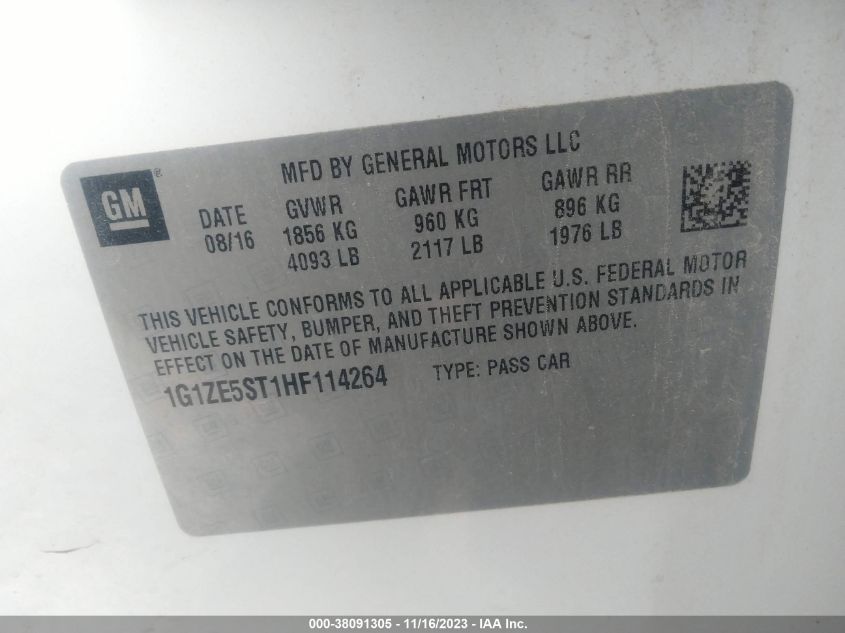 MFD BY GENERAL MOTORS LLC
GM®
DATE GVWR GAWR FRT GAWR RR
08/16 1856 KG 960 KG 896 KG
4093 LB 2117 LB 1976 LB
THIS VEHICLE CONFORMS TO ALL APPLICABLE U.S. FEDERAL MOTOR
VEHICLE SAFETY, BUMPER, AND THEFT PREVENTION STANDARDS IN
EFFECT ON THE DATE OF MANUFACTURE SHOWN ABOVE.
1G1ZE5ST1HF114264 TYPE: PASS CAR
000-38091305 - 11/16/2023 - IAA Inc.